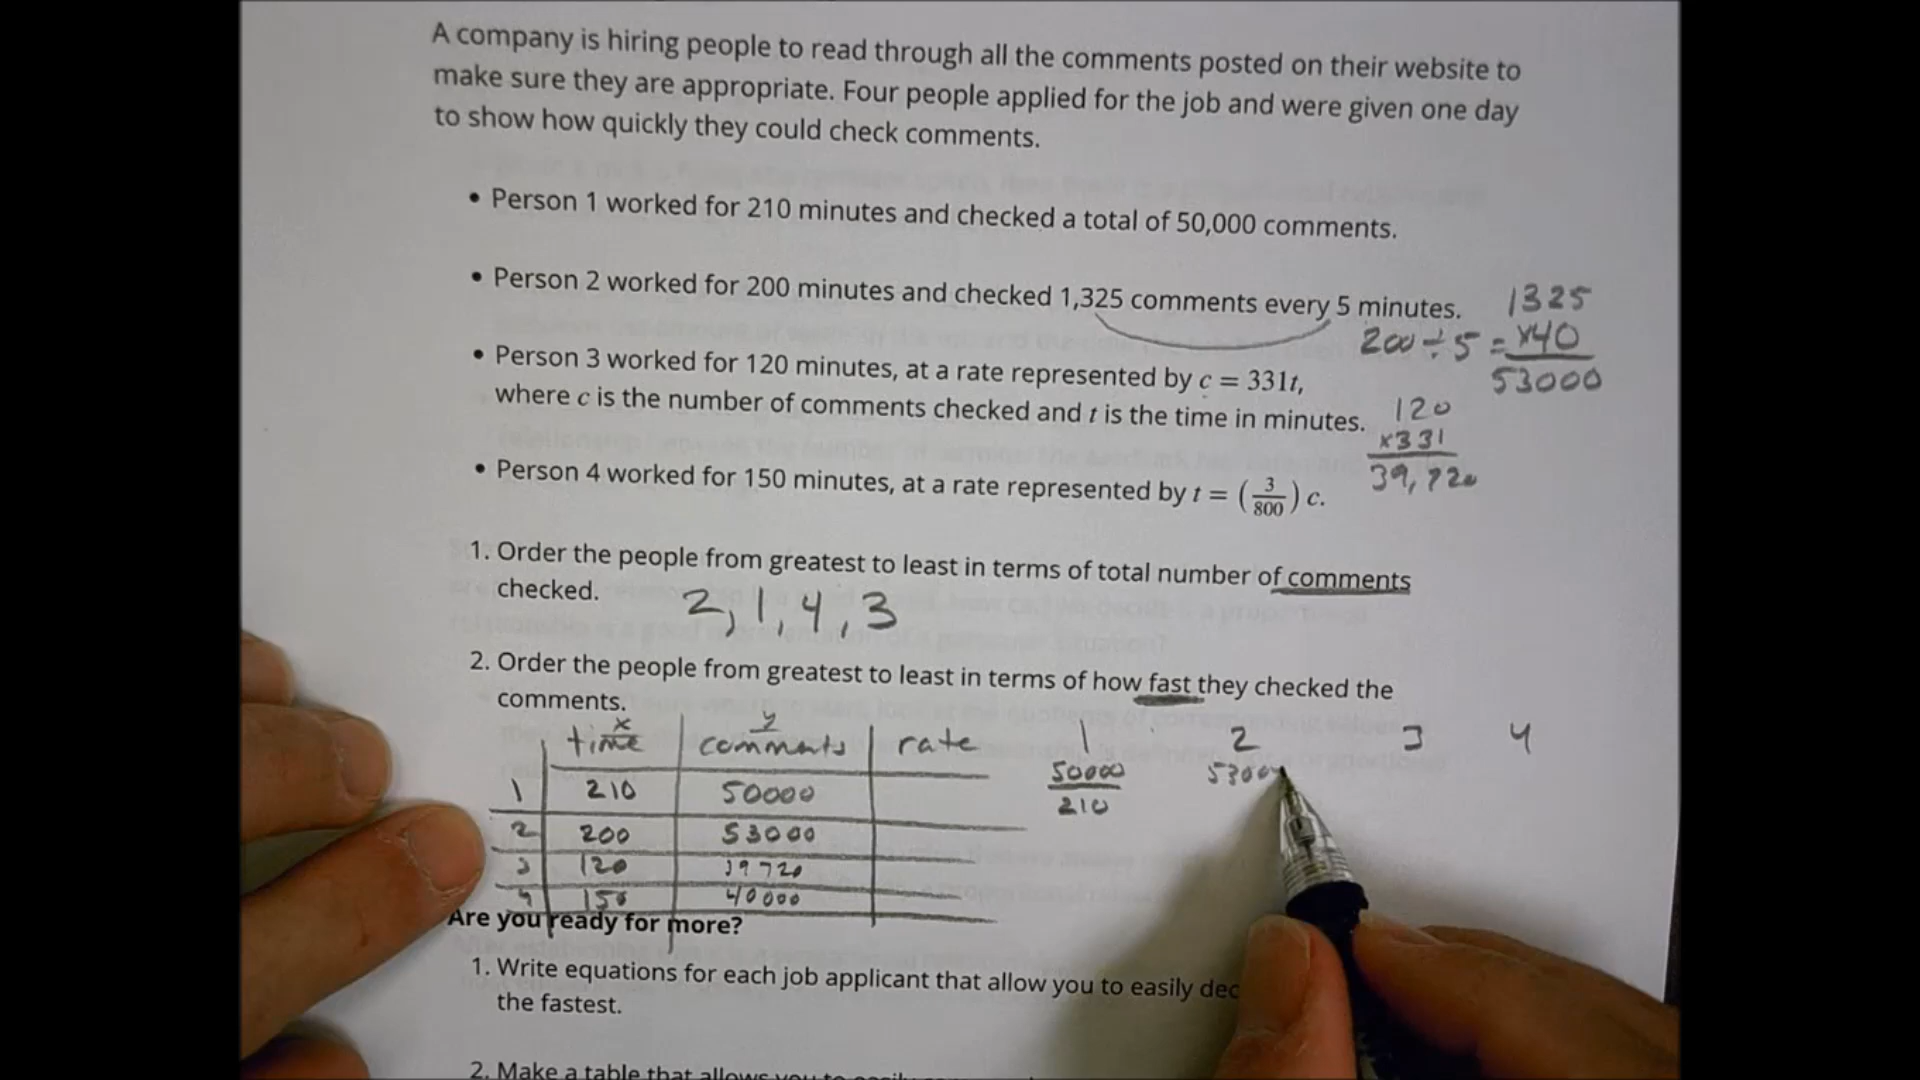 A company is hiring people to read through all the comments posted on their website to
make sure they are appropriate. Four people applied for the job and were given one day
to show how quickly they could check comments.
• Person 1 worked for 210 minutes and checked a total of 50,000 comments.
• Person 2 worked for 200 minutes and checked 1,325 comments every 5 minutes.
1325
200 ÷ 5 = x40
53000
• Person 3 worked for 120 minutes, at a rate represented by c = 331t,
where c is the number of comments checked and t is the time in minutes.
120
x331
39,720
• Person 4 worked for 150 minutes, at a rate represented by t = (3/800) c.
1. Order the people from greatest to least in terms of total number of comments
checked. 2, 1, 4, 3
2. Order the people from greatest to least in terms of how fast they checked the
comments.
x y
time comments rate
1 210 50000
2 200 53000
3 120 39720
4 150 40000
1 2 3 4
50000 5300
210
Are you ready for more?
1. Write equations for each job applicant that allow you to easily
the fastest.
2. Make a table that allows you to